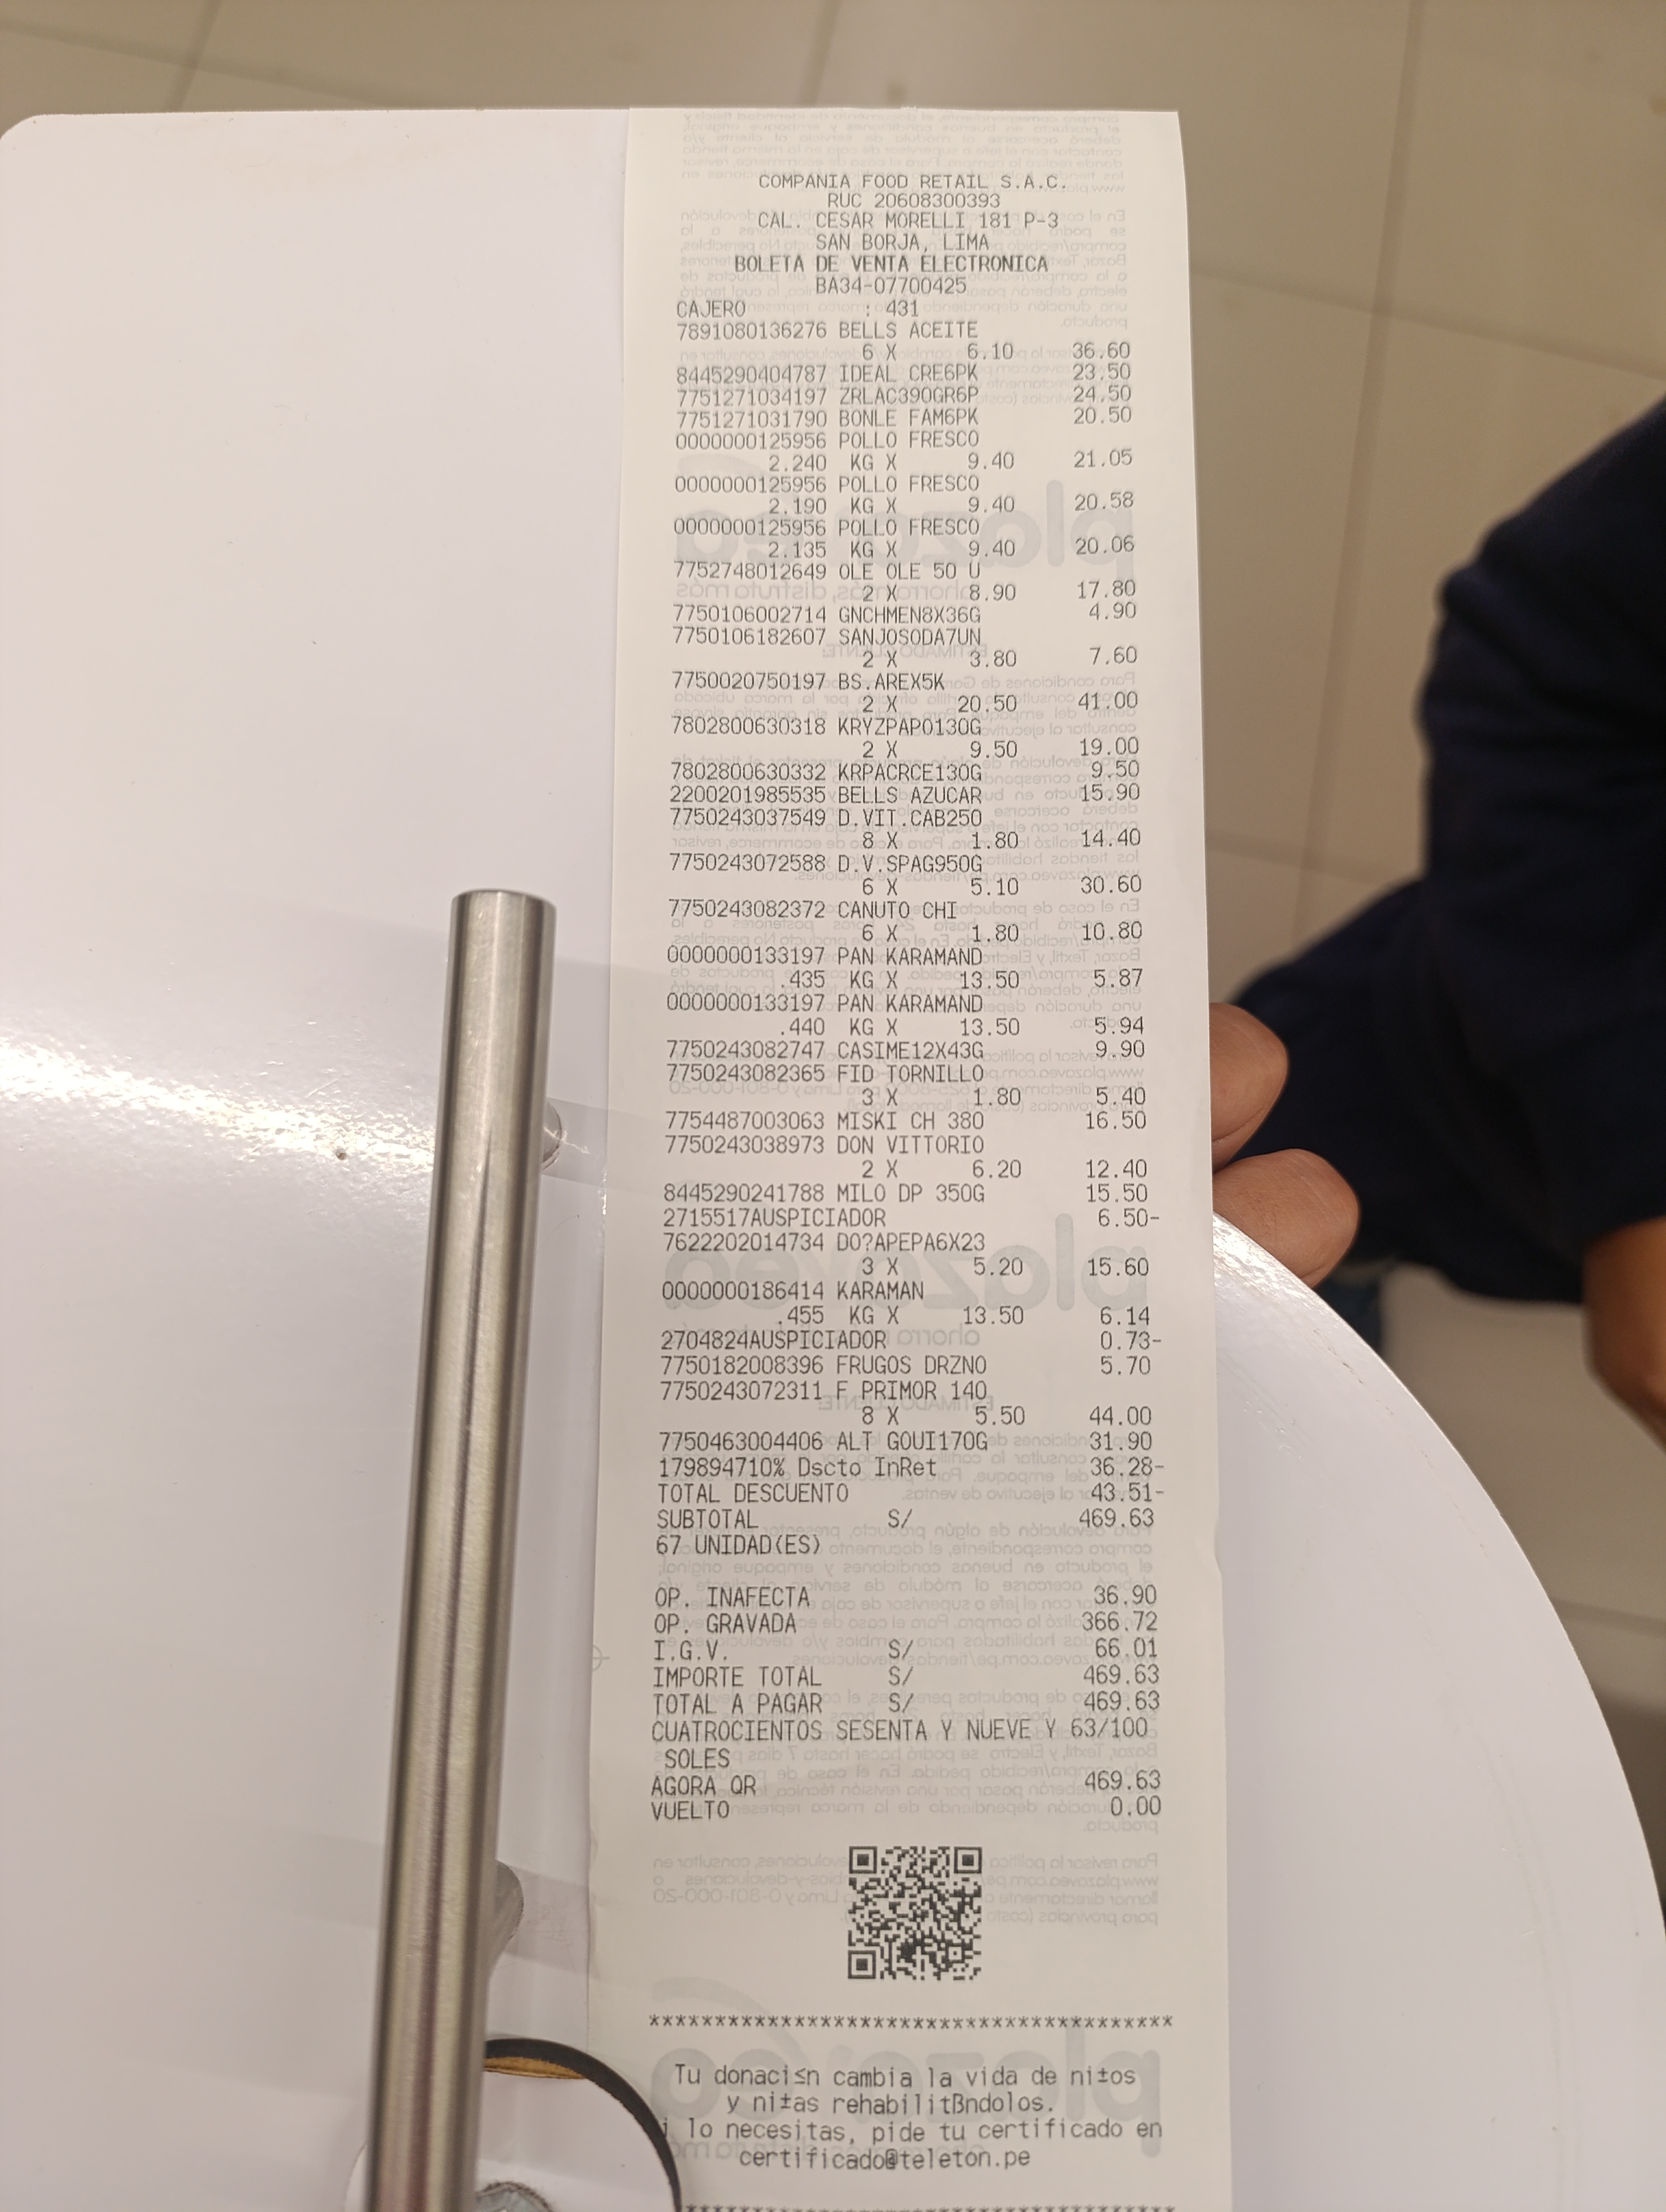 COMPANIA FOOD RETAIL S.A.C.
RUC 20608300393
CAL. CESAR MORELLI 181 P-3
SAN BORJA, LIMA
BOLETA DE VENTA ELECTRONICA
BA34-07700425
CAJERO : 431
7891080136276 BELLS ACEITE
6 X 6.10 36.60
8445290404787 IDEAL CRE6PK 23.50
7751271034197 ZRLAC390GR6P 24.50
7751271031790 BONLE FAM6PK 20.50
0000000125956 POLLO FRESCO
2.240 KG X 9.40 21.05
0000000125956 POLLO FRESCO
2.190 KG X 9.40 20.58
0000000125956 POLLO FRESCO
2.135 KG X 9.40 20.06
7752748012649 OLE OLE 50 U
2 X 8.90 17.80
7750106002714 GNCHMEN8X36G 4.90
7750106182607 SANJOSODA7UN
2 X 3.80 7.60
7750020750197 BS.AREX5K
2 X 20.50 41.00
7802800630318 KRYZPAPO130G
2 X 9.50 19.00
7802800630332 KRPACRCE130G 9.50
2200201985535 BELLS AZUCAR 15.90
7750243037549 D.VIT.CAB250
8 X 1.80 14.40
7750243072588 D.V.SPAG950G
6 X 5.10 30.60
7750243082372 CANUTO CHI
6 X 1.80 10.80
0000000133197 PAN KARAMAND
.435 KG X 13.50 5.87
0000000133197 PAN KARAMAND
.440 KG X 13.50 5.94
7750243082747 CASIME12X43G 9.90
7750243082365 FID TORNILLO
3 X 1.80 5.40
7754487003063 MISKI CH 380 16.50
7750243038973 DON VITTORIO
2 X 6.20 12.40
8445290241788 MILO DP 350G 15.50
2715517AUSPICIADOR 6.50-
7622202014734 DO?APEPA6X23
3 X 5.20 15.60
0000000186414 KARAMAN
.455 KG X 13.50 6.14
2704824AUSPICIADOR 0.73-
7750182008396 FRUGOS DRZNO 5.70
7750243072311 F PRIMOR 140
8 X 5.50 44.00
7750463004406 ALT GOUI170G 31.90
179894710% Dscto InRet 36.28-
TOTAL DESCUENTO 43.51-
SUBTOTAL S/ 469.63
67 UNIDAD(ES)
OP. INAFECTA 36.90
OP. GRAVADA 366.72
I.G.V. S/ 66.01
IMPORTE TOTAL S/ 469.63
TOTAL A PAGAR S/ 469.63
CUATROCIENTOS SESENTA Y NUEVE Y 63/100
SOLES
AGORA QR 469.63
VUELTO 0.00
****************************************
Tu donaci≤n cambia la vida de ni±os
y ni±as rehabilitßndolos.
i lo necesitas, pide tu certificado en
certificado@teleton.pe